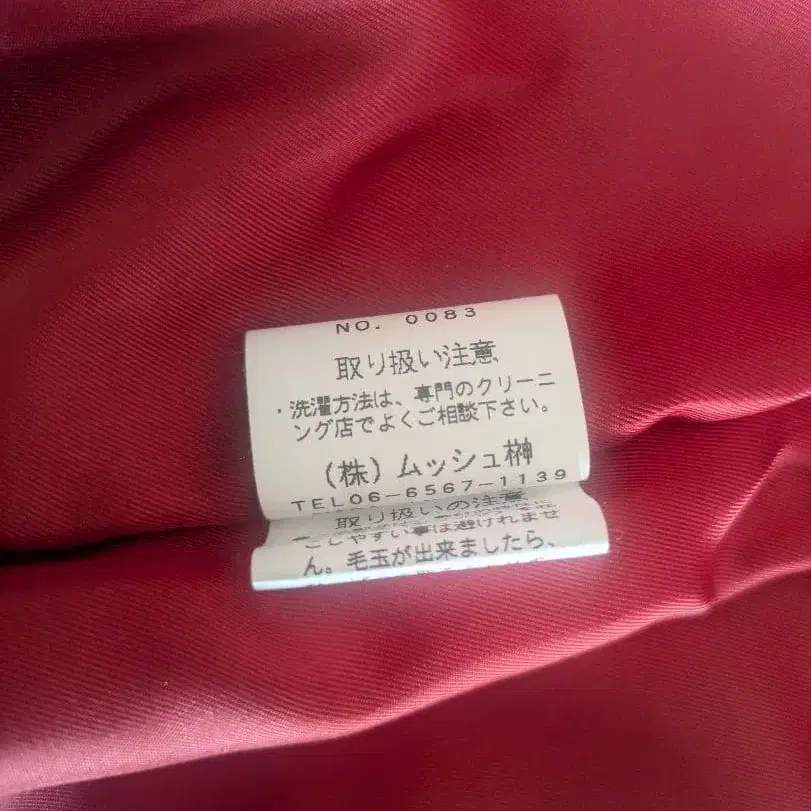 NO. 0083
取り扱い注意
・洗濯方法は、専門のクリーニ
ング店でよくご相談下さい。
（株）ムッシュ榊
TEL06-6567-1139
取り扱いの注意
こしやすい事は避けれませ
ん。毛玉が出来ましたら、